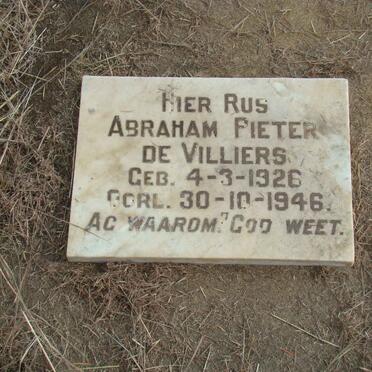 HIER RUS
ABRAHAM PIETER
DE VILLIERS
GEB. 4-3-1926
OORL. 30-10-1946.
AG WAAROM? GOD WEET.